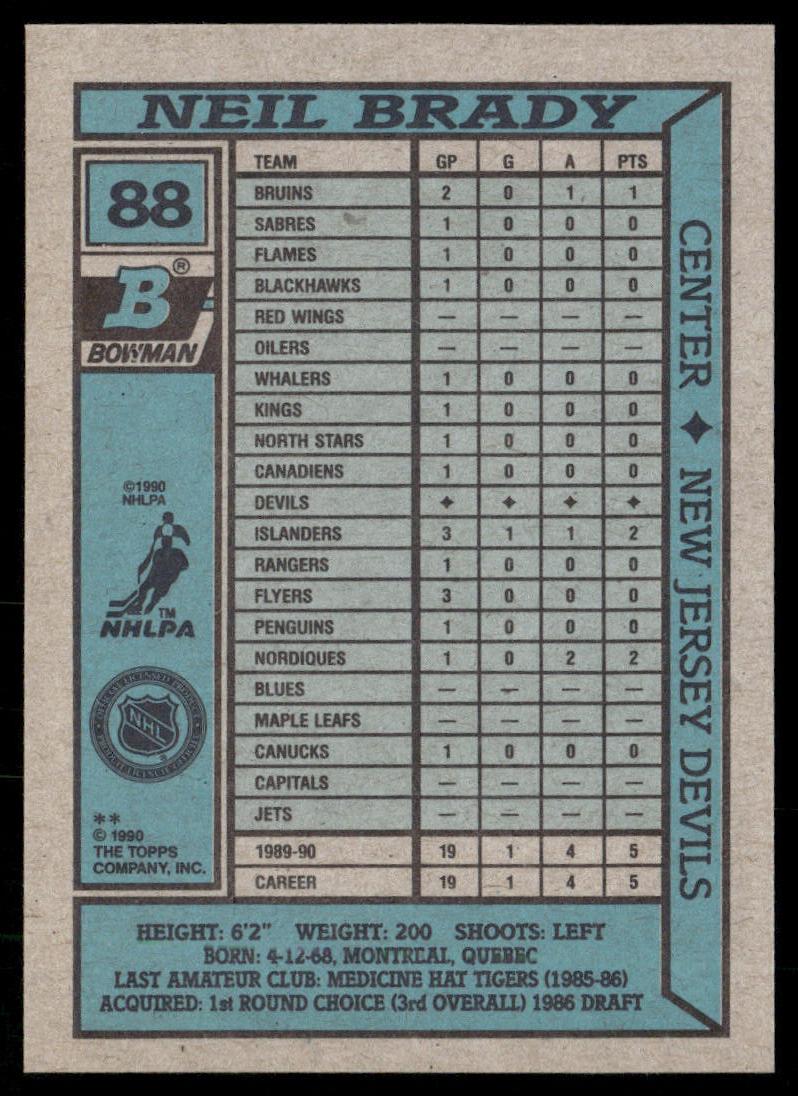 NEIL BRADY
88
B®
BOWMAN
©1990
NHLPA
TM
NHLPA
NHL
®
**
© 1990
THE TOPPS
COMPANY, INC.
TEAM GP G A PTS
BRUINS 2 0 1 1
SABRES 1 0 0 0
FLAMES 1 0 0 0
BLACKHAWKS 1 0 0 0
RED WINGS — — — —
OILERS — — — —
WHALERS 1 0 0 0
KINGS 1 0 0 0
NORTH STARS 1 0 0 0
CANADIENS 1 0 0 0
DEVILS ✦ ✦ ✦ ✦
ISLANDERS 3 1 1 2
RANGERS 1 0 0 0
FLYERS 3 0 0 0
PENGUINS 1 0 0 0
NORDIQUES 1 0 2 2
BLUES — — — —
MAPLE LEAFS — — — —
CANUCKS 1 0 0 0
CAPITALS — — — —
JETS — — — —
1989-90 19 1 4 5
CAREER 19 1 4 5
CENTER ✦ NEW JERSEY DEVILS
HEIGHT: 6'2" WEIGHT: 200 SHOOTS: LEFT
BORN: 4-12-68, MONTREAL, QUEBEC
LAST AMATEUR CLUB: MEDICINE HAT TIGERS (1985-86)
ACQUIRED: 1st ROUND CHOICE (3rd OVERALL) 1986 DRAFT